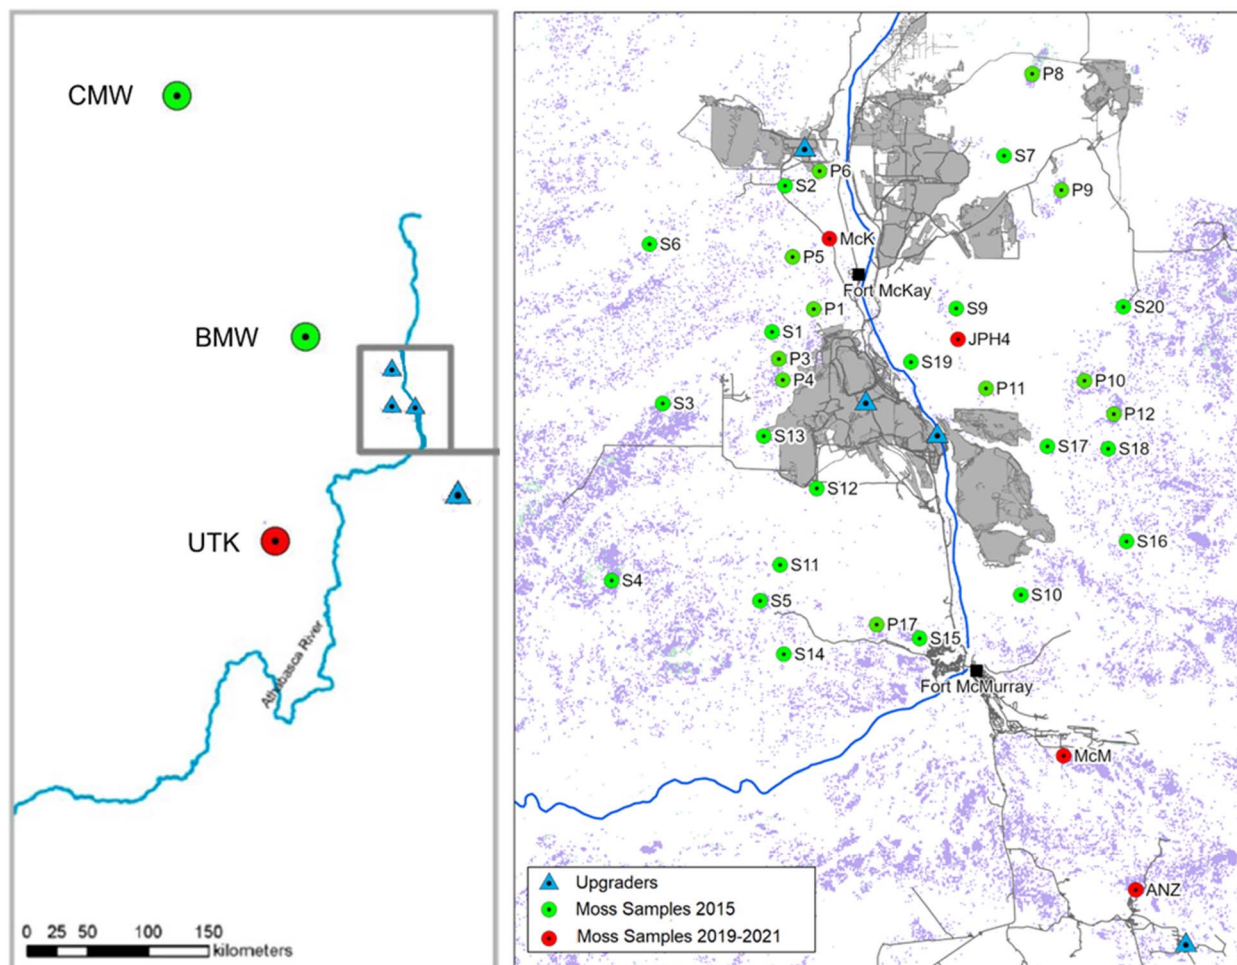 CMW
BMW
UTK
Athabasca River
0 25 50 100 150
kilometers
P8
S7
P6
S2
P9
McK
S6
P5
Fort McKay
P1
S9
S20
S1
JPH4
P3
S19
P4
P11
P10
S3
P12
S13
S17
S18
S12
S16
S11
S4
S10
S5
P17
S15
S14
Fort McMurray
McM
ANZ
Upgraders
Moss Samples 2015
Moss Samples 2019-2021